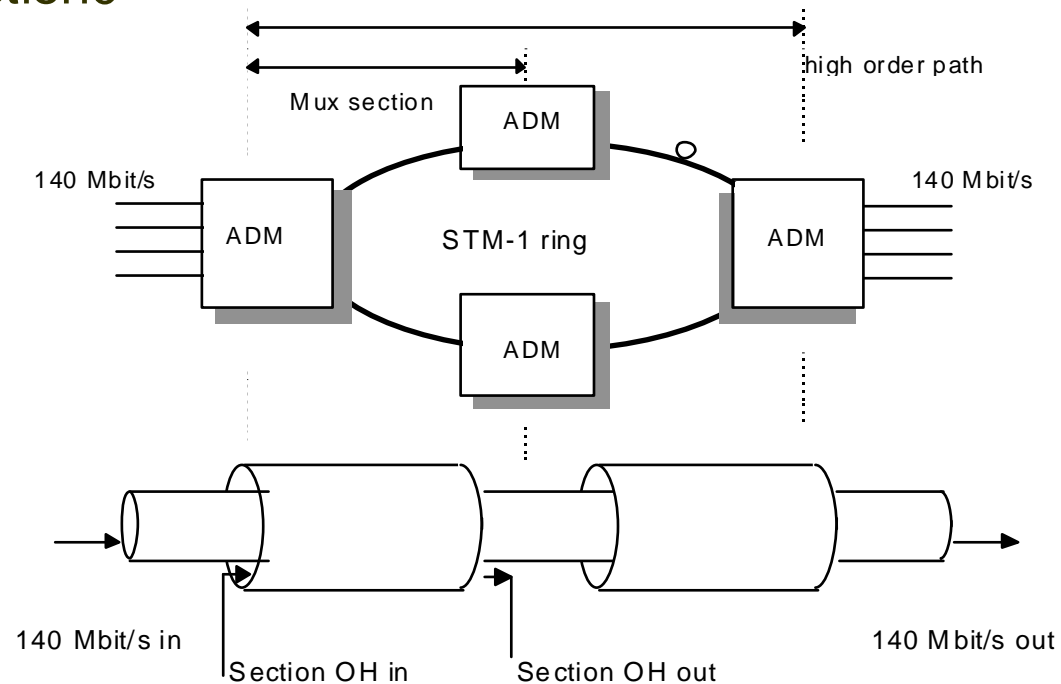 high order path
Mux section
ADM
140 Mbit/s
140 Mbit/s
ADM
STM-1 ring
ADM
ADM
140 Mbit/s in
140 Mbit/s out
Section OH in
Section OH out